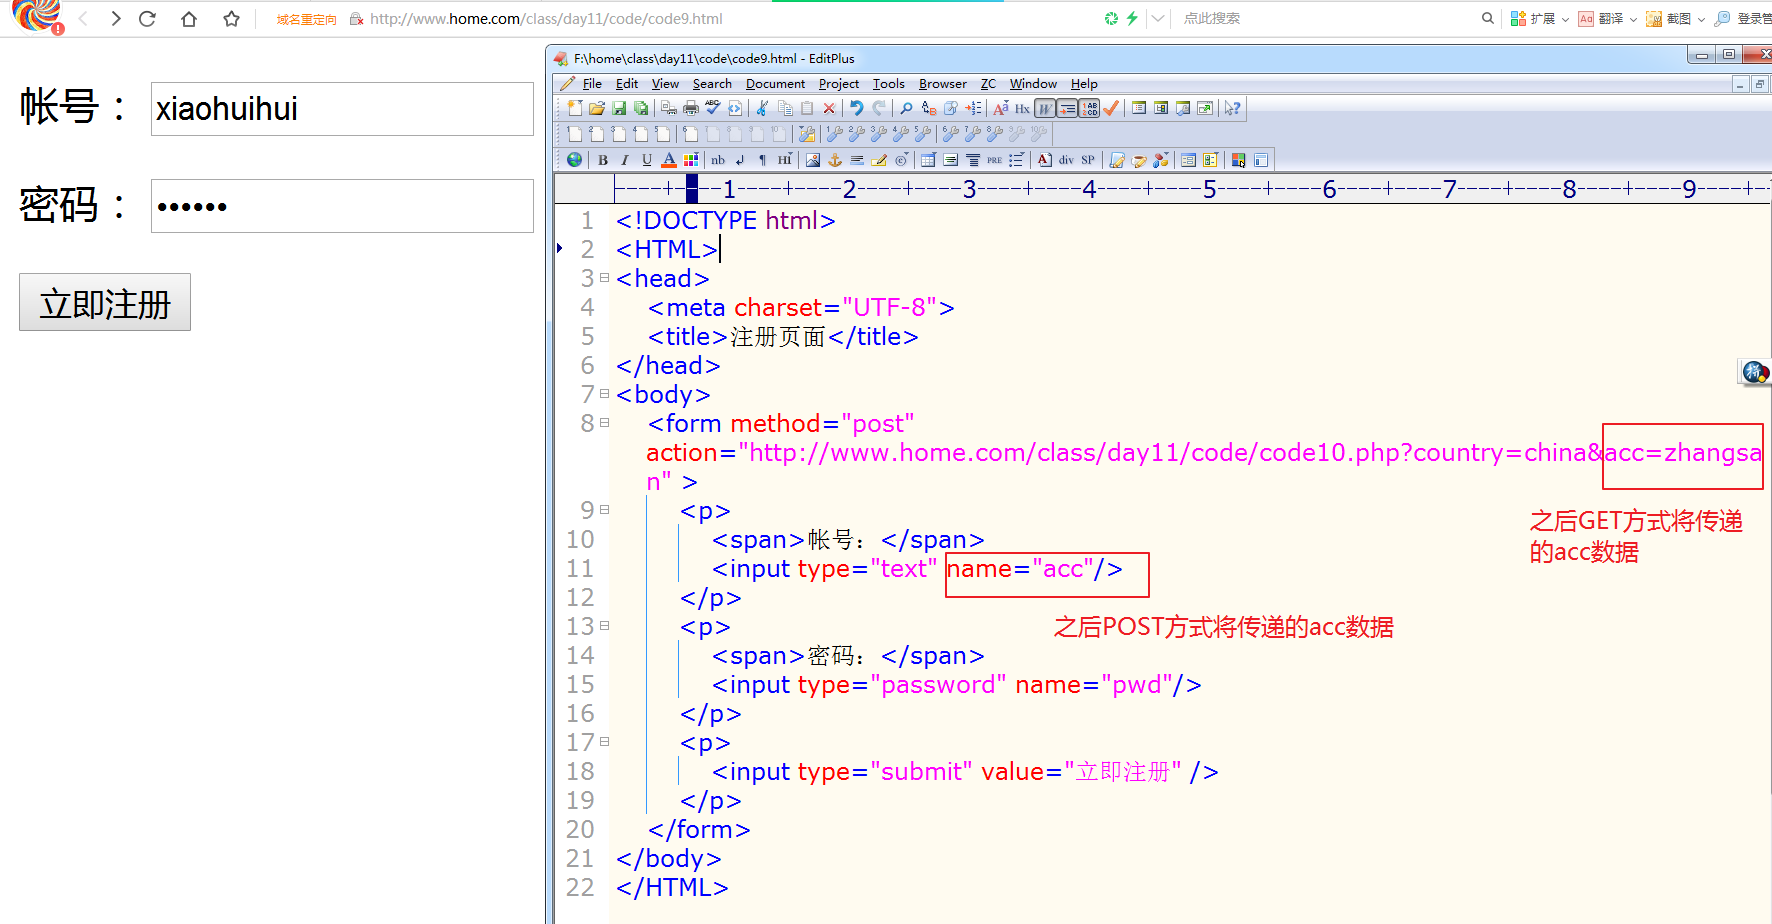 域名重定向 http://www.home.com/class/day11/code/code9.html
点此搜索
扩展 翻译 截图
帐号：
xiaohuihui
密码：
••••••
立即注册
F:\home\class\day11\code\code9.html - EditPlus
File Edit View Search Document Project Tools Browser ZC Window Help
----+----1----+----2----+----3----+----4----+----5----+----6----+----7----+----8----+----9----+--
1 <!DOCTYPE html>
2 <HTML>
3 <head>
4 <meta charset="UTF-8">
5 <title>注册页面</title>
6 </head>
7 <body>
8 <form method="post"
action="http://www.home.com/class/day11/code/code10.php?country=china&acc=zhangsa
n" >
9 <p>
10 <span>帐号：</span>
11 <input type="text" name="acc"/>
12 </p>
13 <p>
14 <span>密码：</span>
15 <input type="password" name="pwd"/>
16 </p>
17 <p>
18 <input type="submit" value="立即注册" />
19 </p>
20 </form>
21 </body>
22 </HTML>
之后GET方式将传递
的acc数据
之后POST方式将传递的acc数据